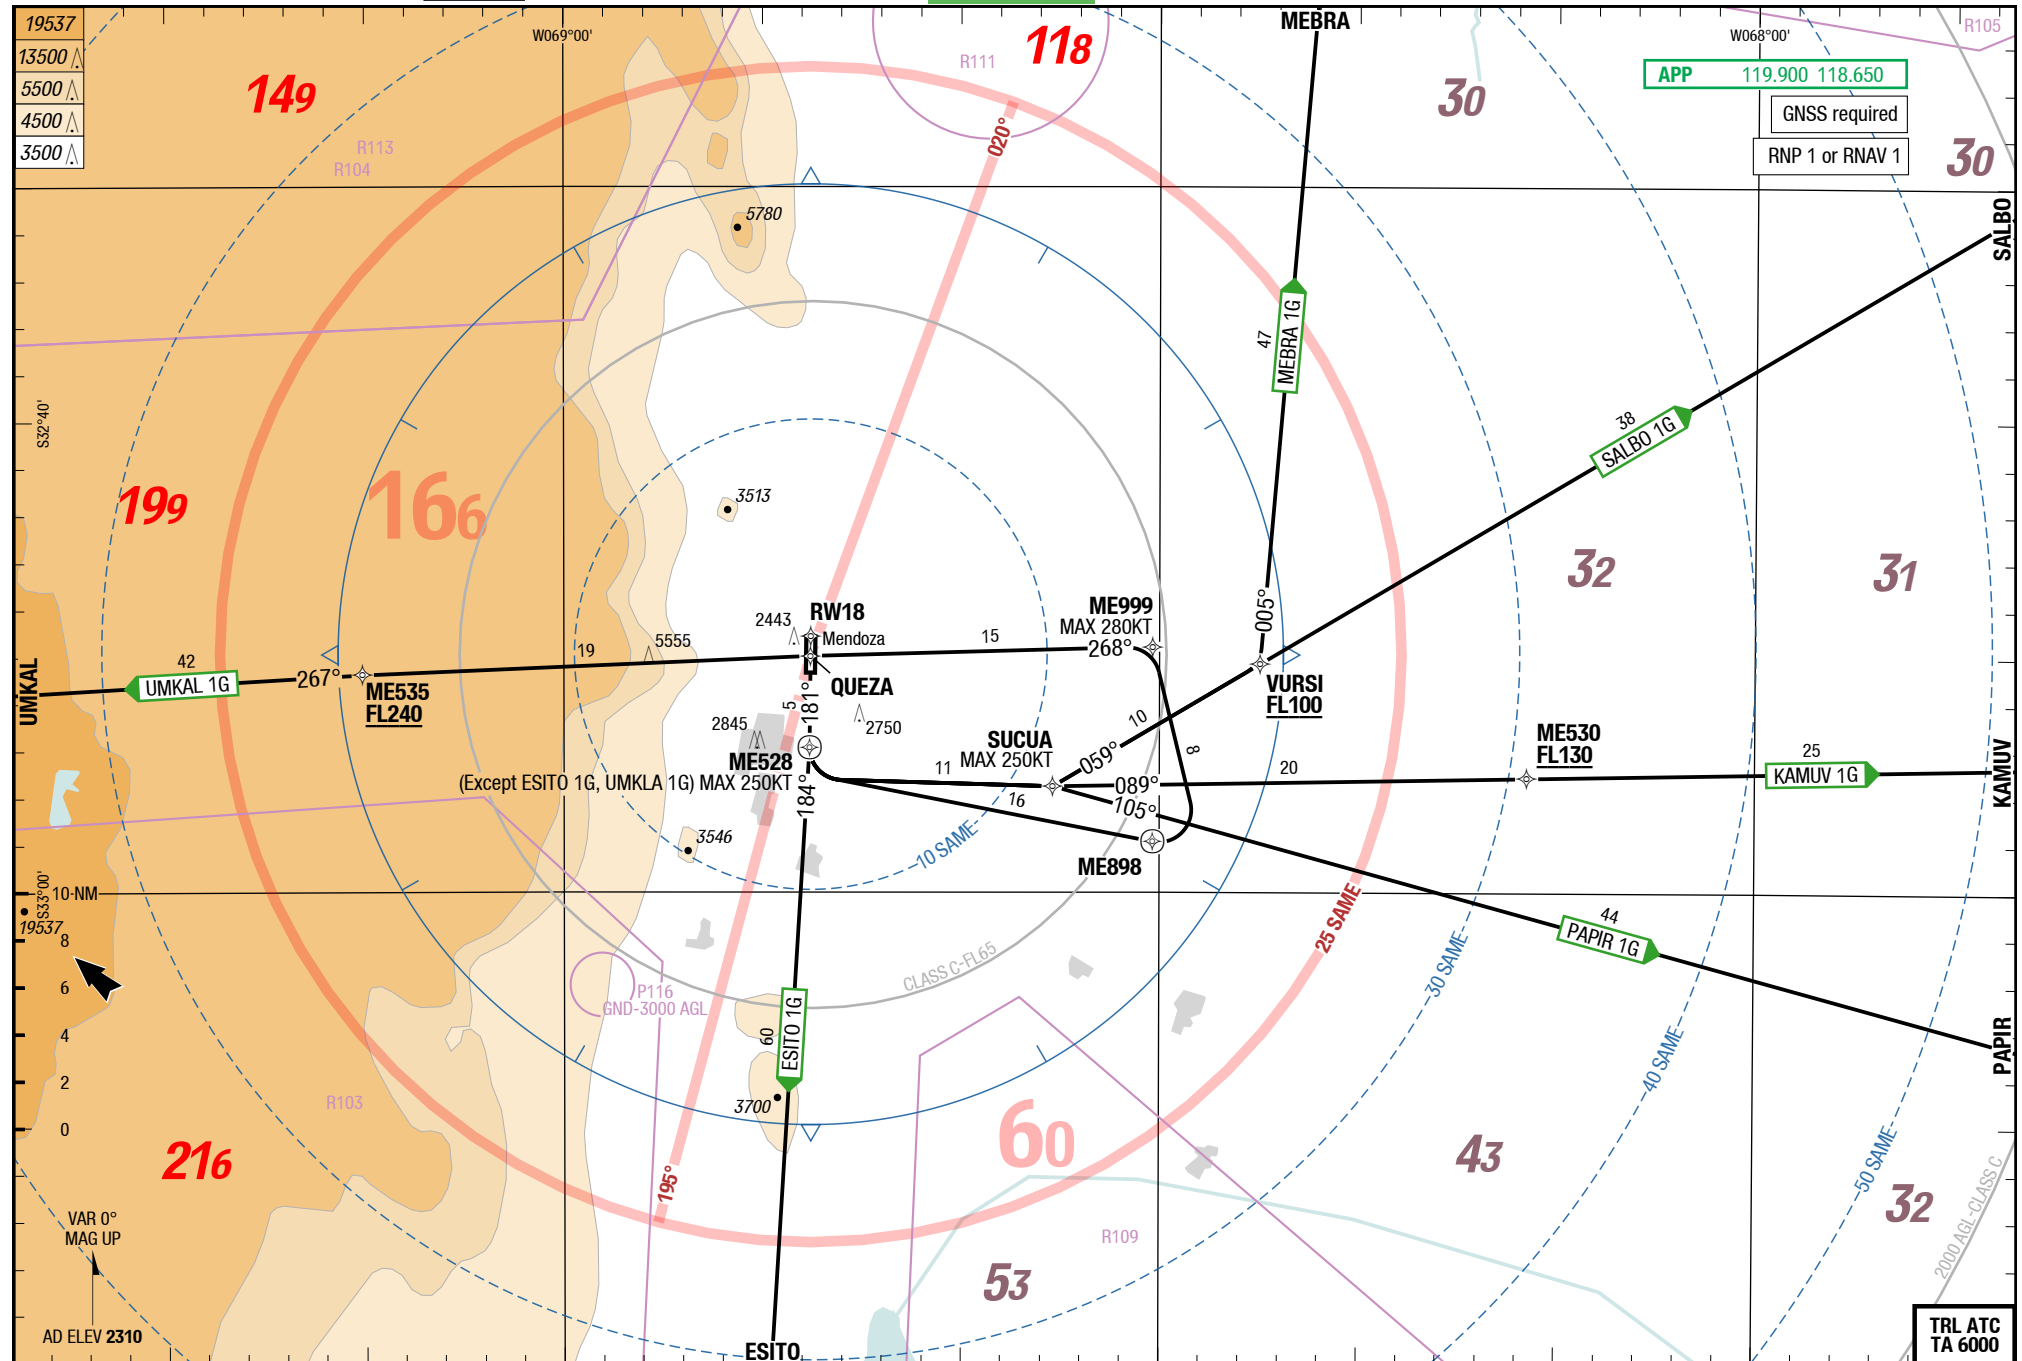 19537
13500
5500
4500
3500
W069°00'
MEBRA
W068°00'
R105
149
118
R111
30
APP 119.900 118.650
GNSS required
RNP 1 or RNAV 1
30
R113
R104
020°
5780
SALBO
47
MEBRA 1G
38
SALBO 1G
S32°40'
199
166
3513
32
31
RW18
2443
Mendoza
ME999
MAX 280KT
005°
5555
19
15
268°
42
UMKAL 1G
267°
UMKAL
ME535
FL240
QUEZA
181°
5
VURSI
FL100
2845
2750
10
SUCUA
MAX 250KT
059°
8
ME530
FL130
25
KAMUV 1G
KAMUV
ME528
(Except ESITO 1G, UMKLA 1G) MAX 250KT
11
089°
20
184°
16
105°
3546
10 SAME
ME898
S33°00'
10 NM
19537
8
6
4
2
0
25 SAME
44
PAPIR 1G
30 SAME
CLASS C-FL65
P116
GND-3000 AGL
60
ESITO 1G
PAPIR
40 SAME
R103
3700
60
216
195°
43
50 SAME
32
2000 AGL-CLASS C
VAR 0°
MAG UP
R109
53
AD ELEV 2310
ESITO
TRL ATC
TA 6000